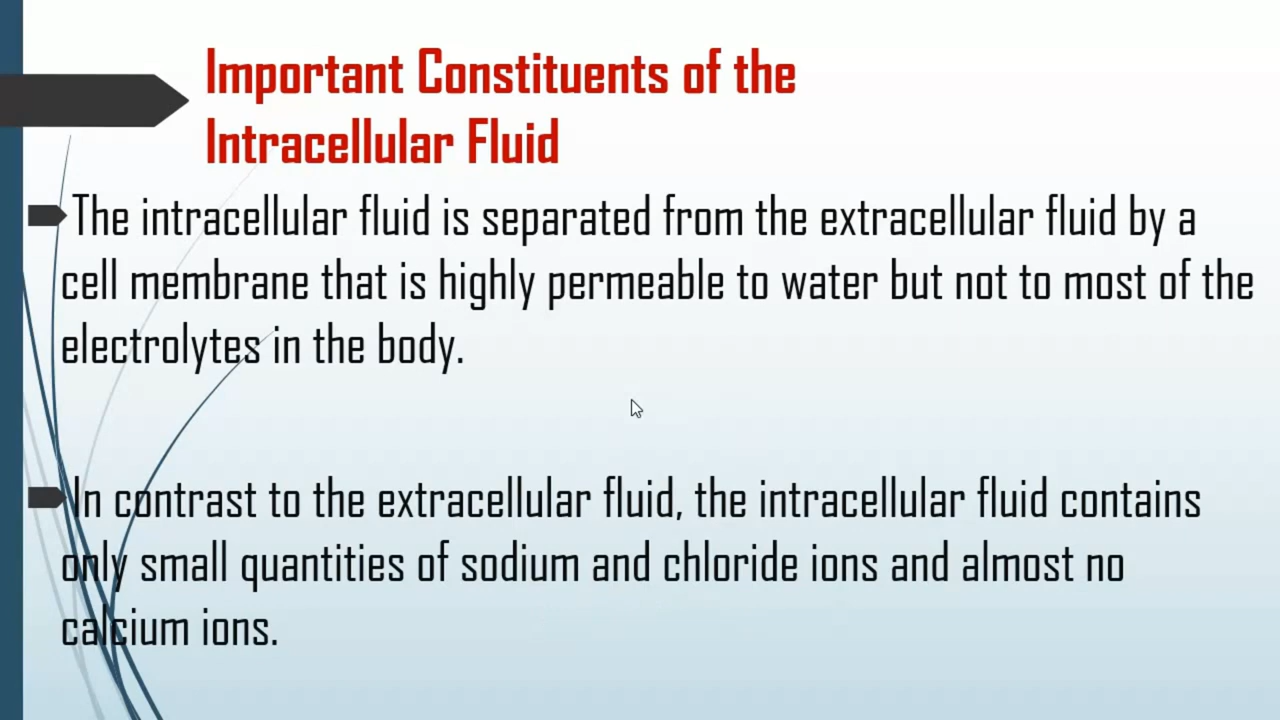 Important Constituents of the
Intracellular Fluid
The intracellular fluid is separated from the extracellular fluid by a
cell membrane that is highly permeable to water but not to most of the
electrolytes in the body.
In contrast to the extracellular fluid, the intracellular fluid contains
only small quantities of sodium and chloride ions and almost no
calcium ions.